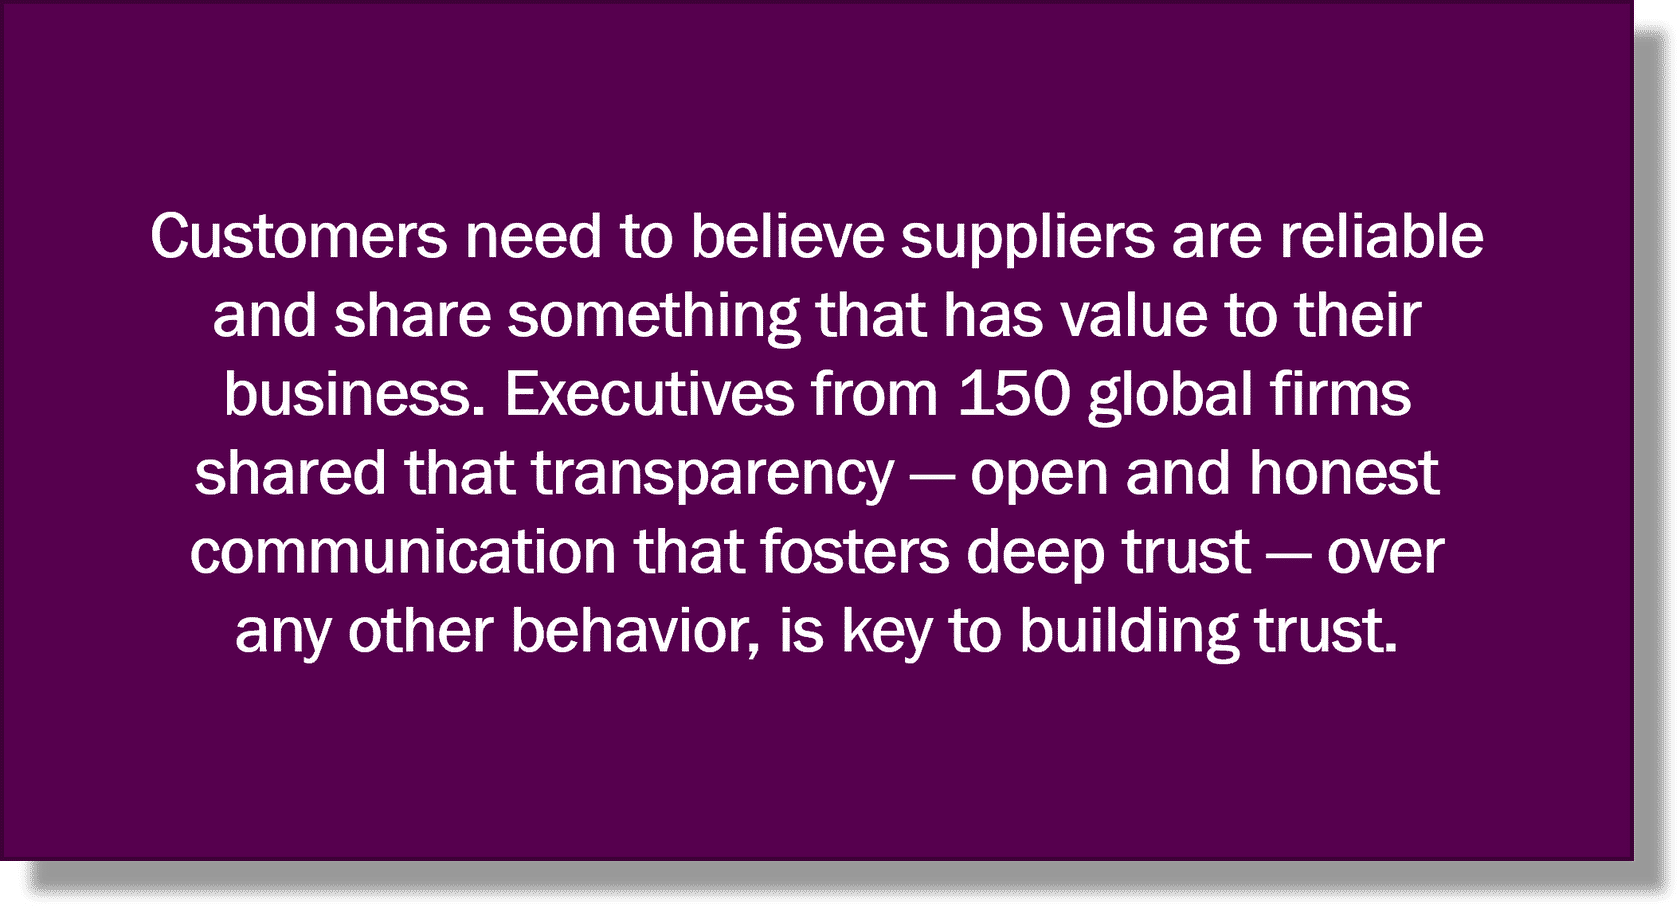 Customers need to believe suppliers are reliable
and share something that has value to their
business. Executives from 150 global firms
shared that transparency — open and honest
communication that fosters deep trust — over
any other behavior, is key to building trust.